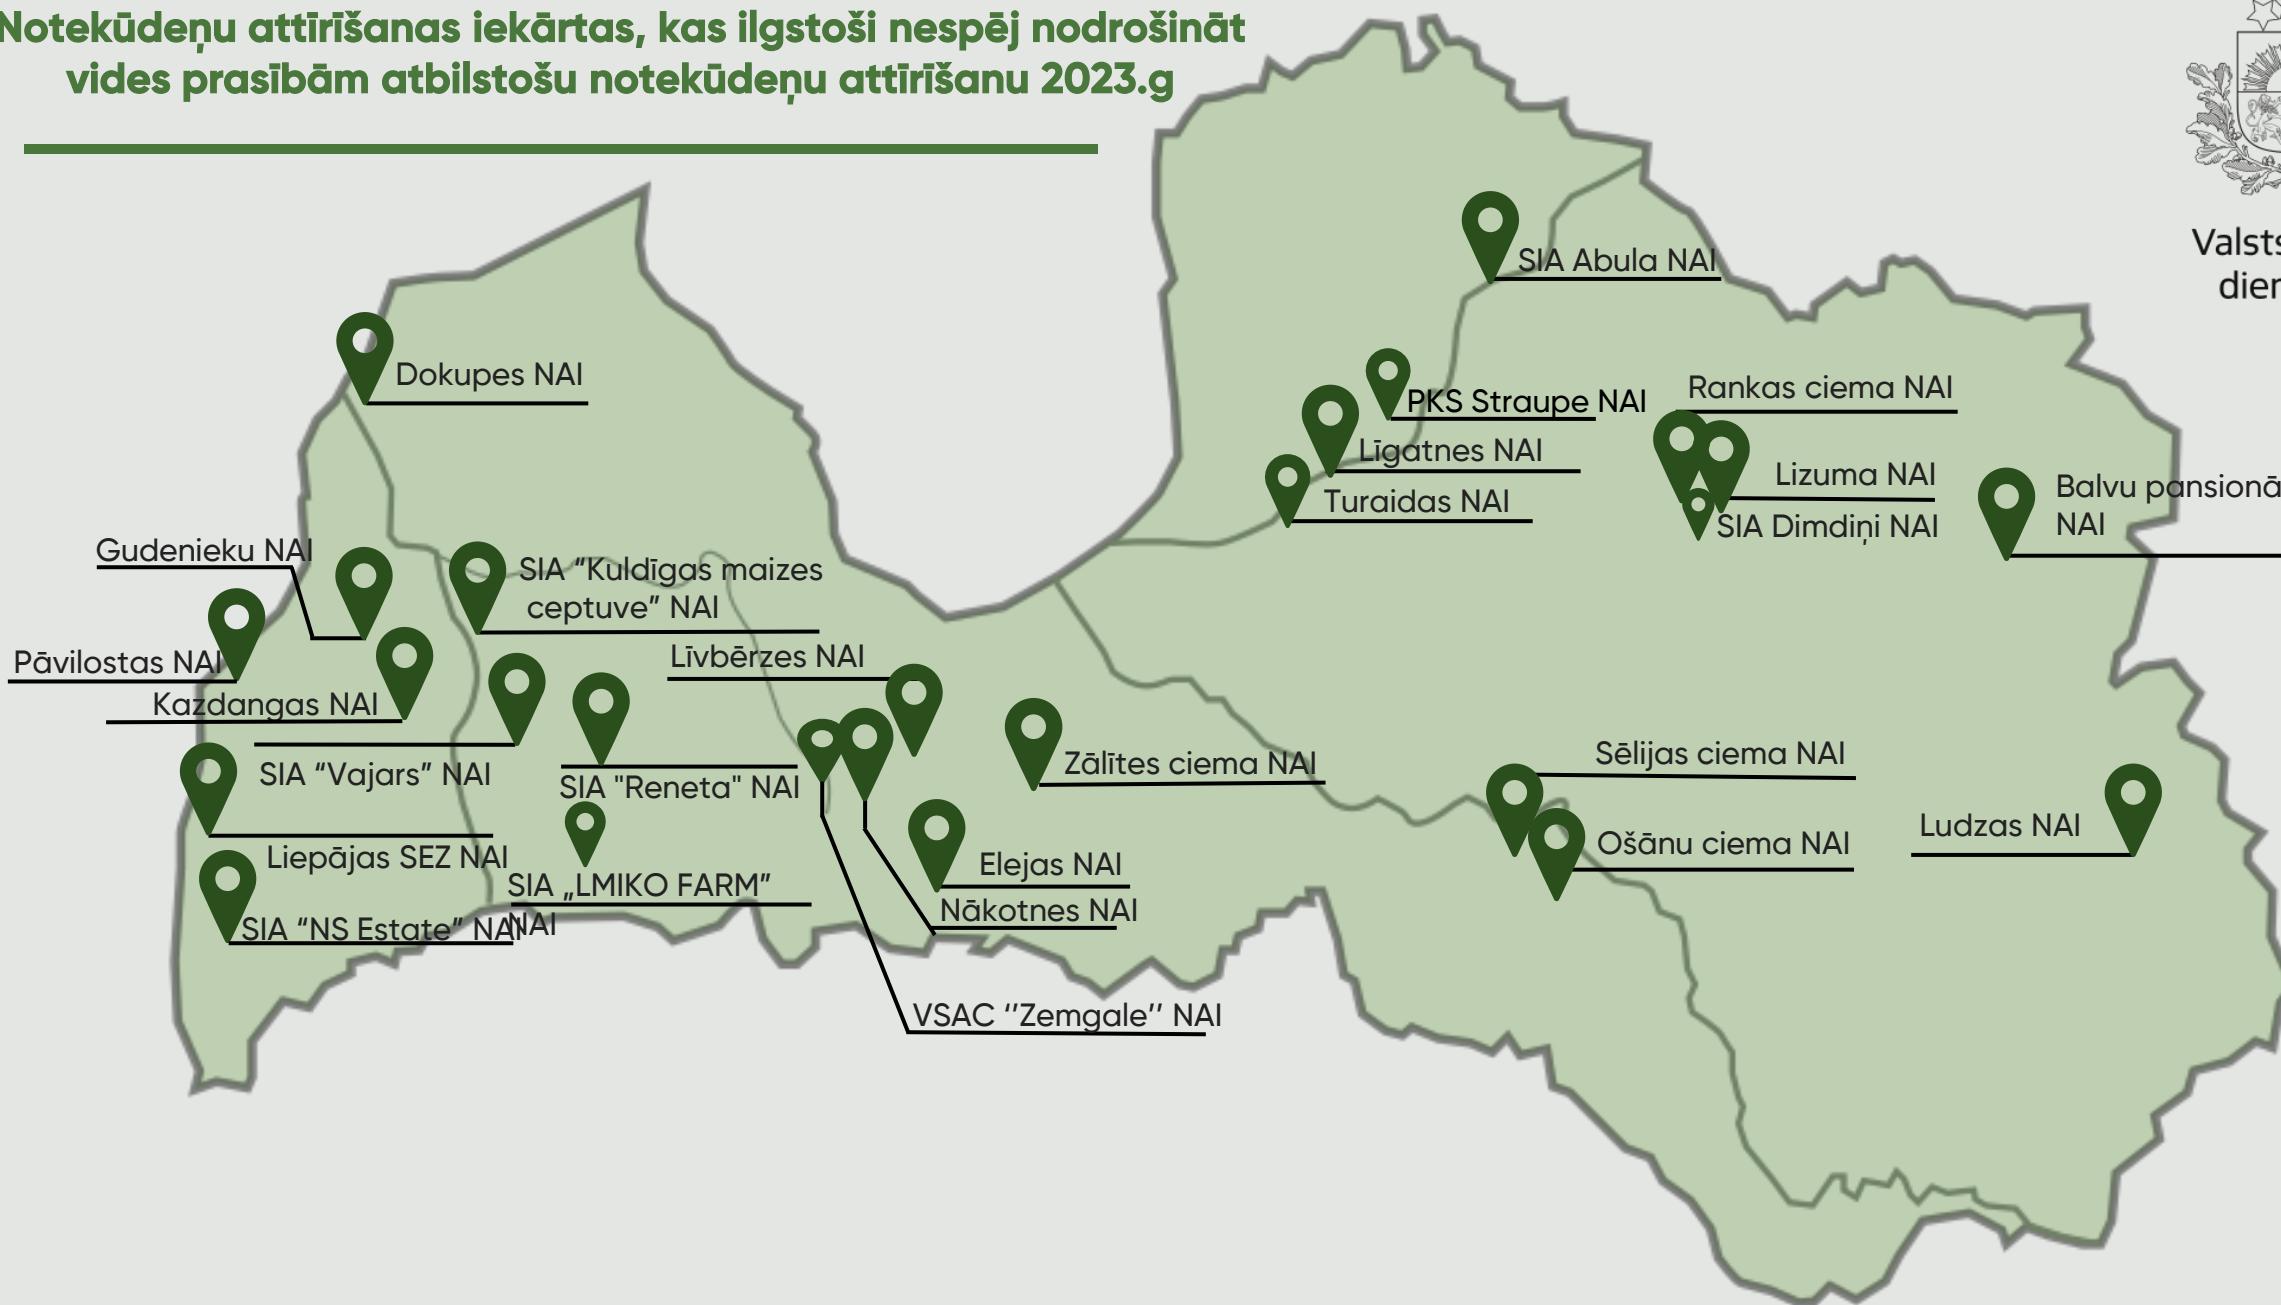 Notekūdeņu attīrīšanas iekārtas, kas ilgstoši nespēj nodrošināt
vides prasībām atbilstošu notekūdeņu attīrīšanu 2023.g
Valsts
SIA Abula NAI
Dokupes NAI
PKS Straupe NAI
Rankas ciema NAI
Līgatnes NAI
Lizuma NAI
Turaidas NAI
SIA Dimdiņi NAI
Balvu
NAI
Gudenieku NAI
SIA “Kuldīgas maizes
ceptuve” NAI
Pāvilostas NAI
Līvbērzes NAI
Kazdangas NAI
SIA “Vajars” NAI
SIA "Reneta" NAI
Zālītes ciema NAI
Sēlijas ciema NAI
Liepājas SEZ NAI
SIA „LMIKO FARM”
NAI
Elejas NAI
Ošānu ciema NAI
Ludzas NAI
SIA “NS Estate” NAI
Nākotnes NAI
VSAC ‘’Zemgale’’ NAI